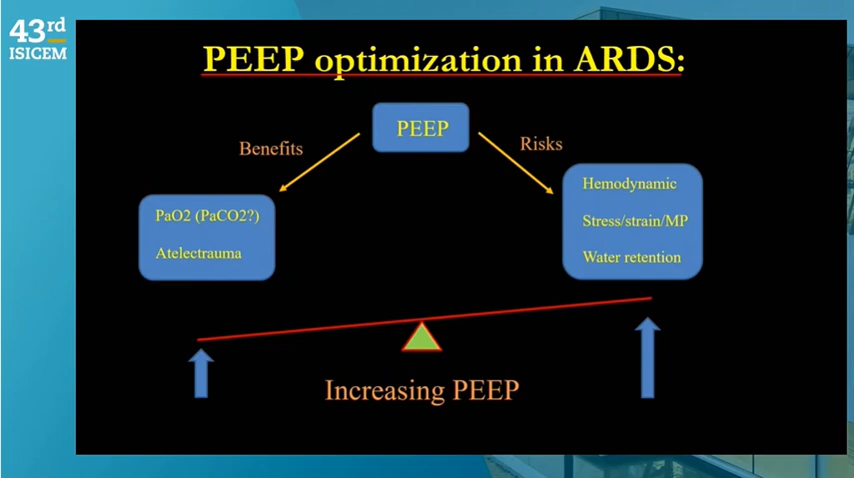 43rd
ISICEM
PEEP optimization in ARDS:
PEEP
Benefits
Risks
PaO2 (PaCO2?)
Atelectrauma
Hemodynamic
Stress/strain/MP
Water retention
Increasing PEEP